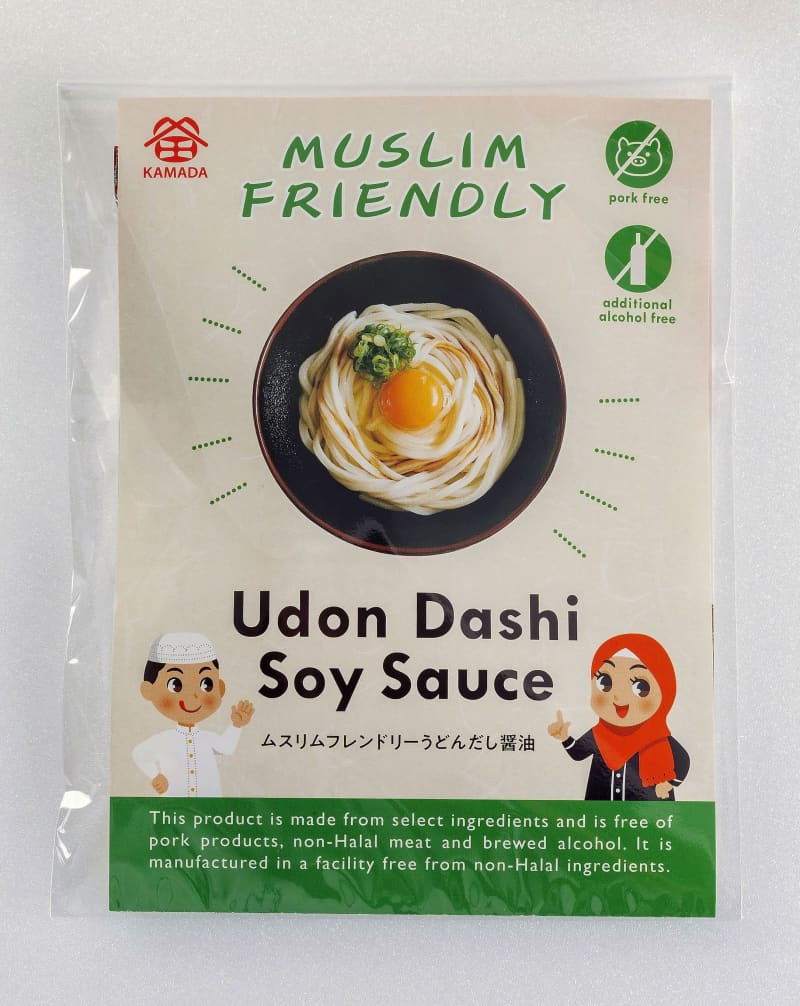 KAMADA
MUSLIM
FRIENDLY
pork free
additional
alcohol free
Udon Dashi
Soy Sauce
ムスリムフレンドリーうどんだし醤油
This product is made from select ingredients and is free of
pork products, non-Halal meat and brewed alcohol. It is
manufactured in a facility free from non-Halal ingredients.